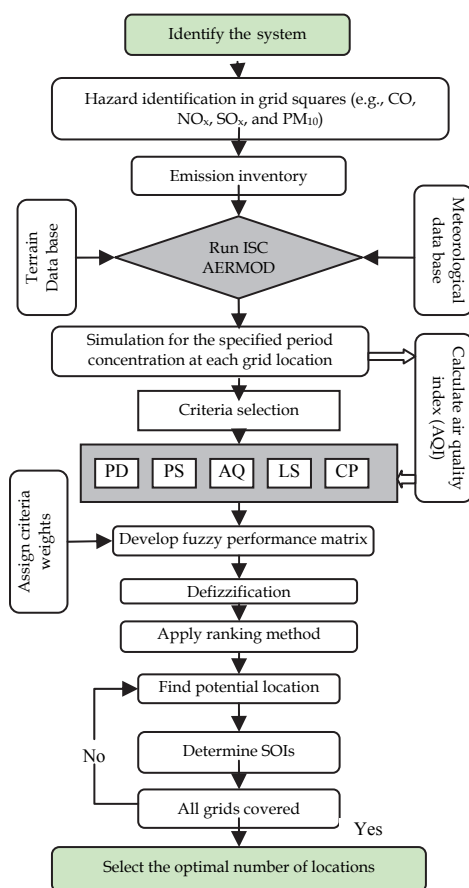 Identify the system
Hazard identification in grid squares (e.g., CO,
NOx, SOx, and PM10)
Emission inventory
Terrain
Data base
Run ISC
AERMOD
Meteorological
data base
Simulation for the specified period
concentration at each grid location
Calculate air quality
index (AQI)
Criteria selection
PD PS AQ LS CP
Assign criteria
weights
Develop fuzzy performance matrix
Defizzification
Apply ranking method
Find potential location
No
Determine SOIs
All grids covered
Yes
Select the optimal number of locations